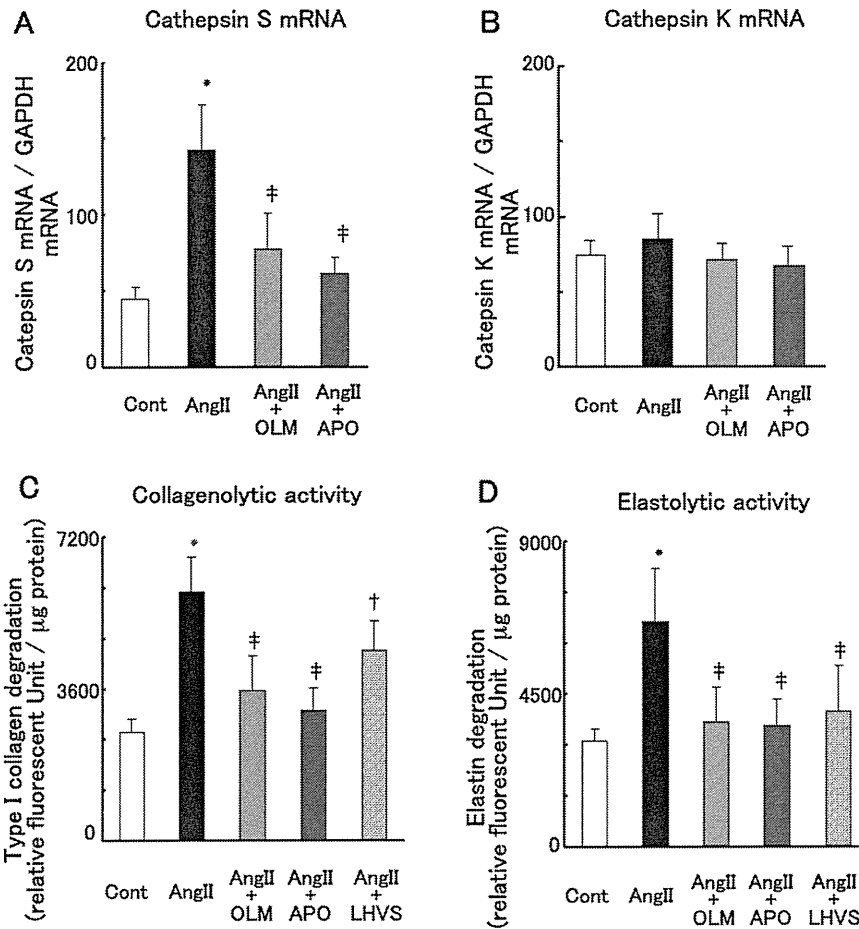 A
Cathepsin S mRNA
Catepsin S mRNA / GAPDH
mRNA
200
100
0
*
‡
‡
Cont
AngII
AngII
+
OLM
AngII
+
APO
B
Cathepsin K mRNA
Catepsin K mRNA / GAPDH
mRNA
200
100
0
Cont
AngII
AngII
+
OLM
AngII
+
APO
C
Collagenolytic activity
Type I collagen degradation
(relative fluorescent Unit / μg protein)
7200
3600
0
*
‡
‡
†
Cont
AngII
AngII
+
OLM
AngII
+
APO
AngII
+
LHVS
D
Elastolytic activity
Elastin degradation
(relative fluorescent Unit / μg protein)
9000
4500
0
*
‡
‡
‡
Cont
AngII
AngII
+
OLM
AngII
+
APO
AngII
+
LHVS